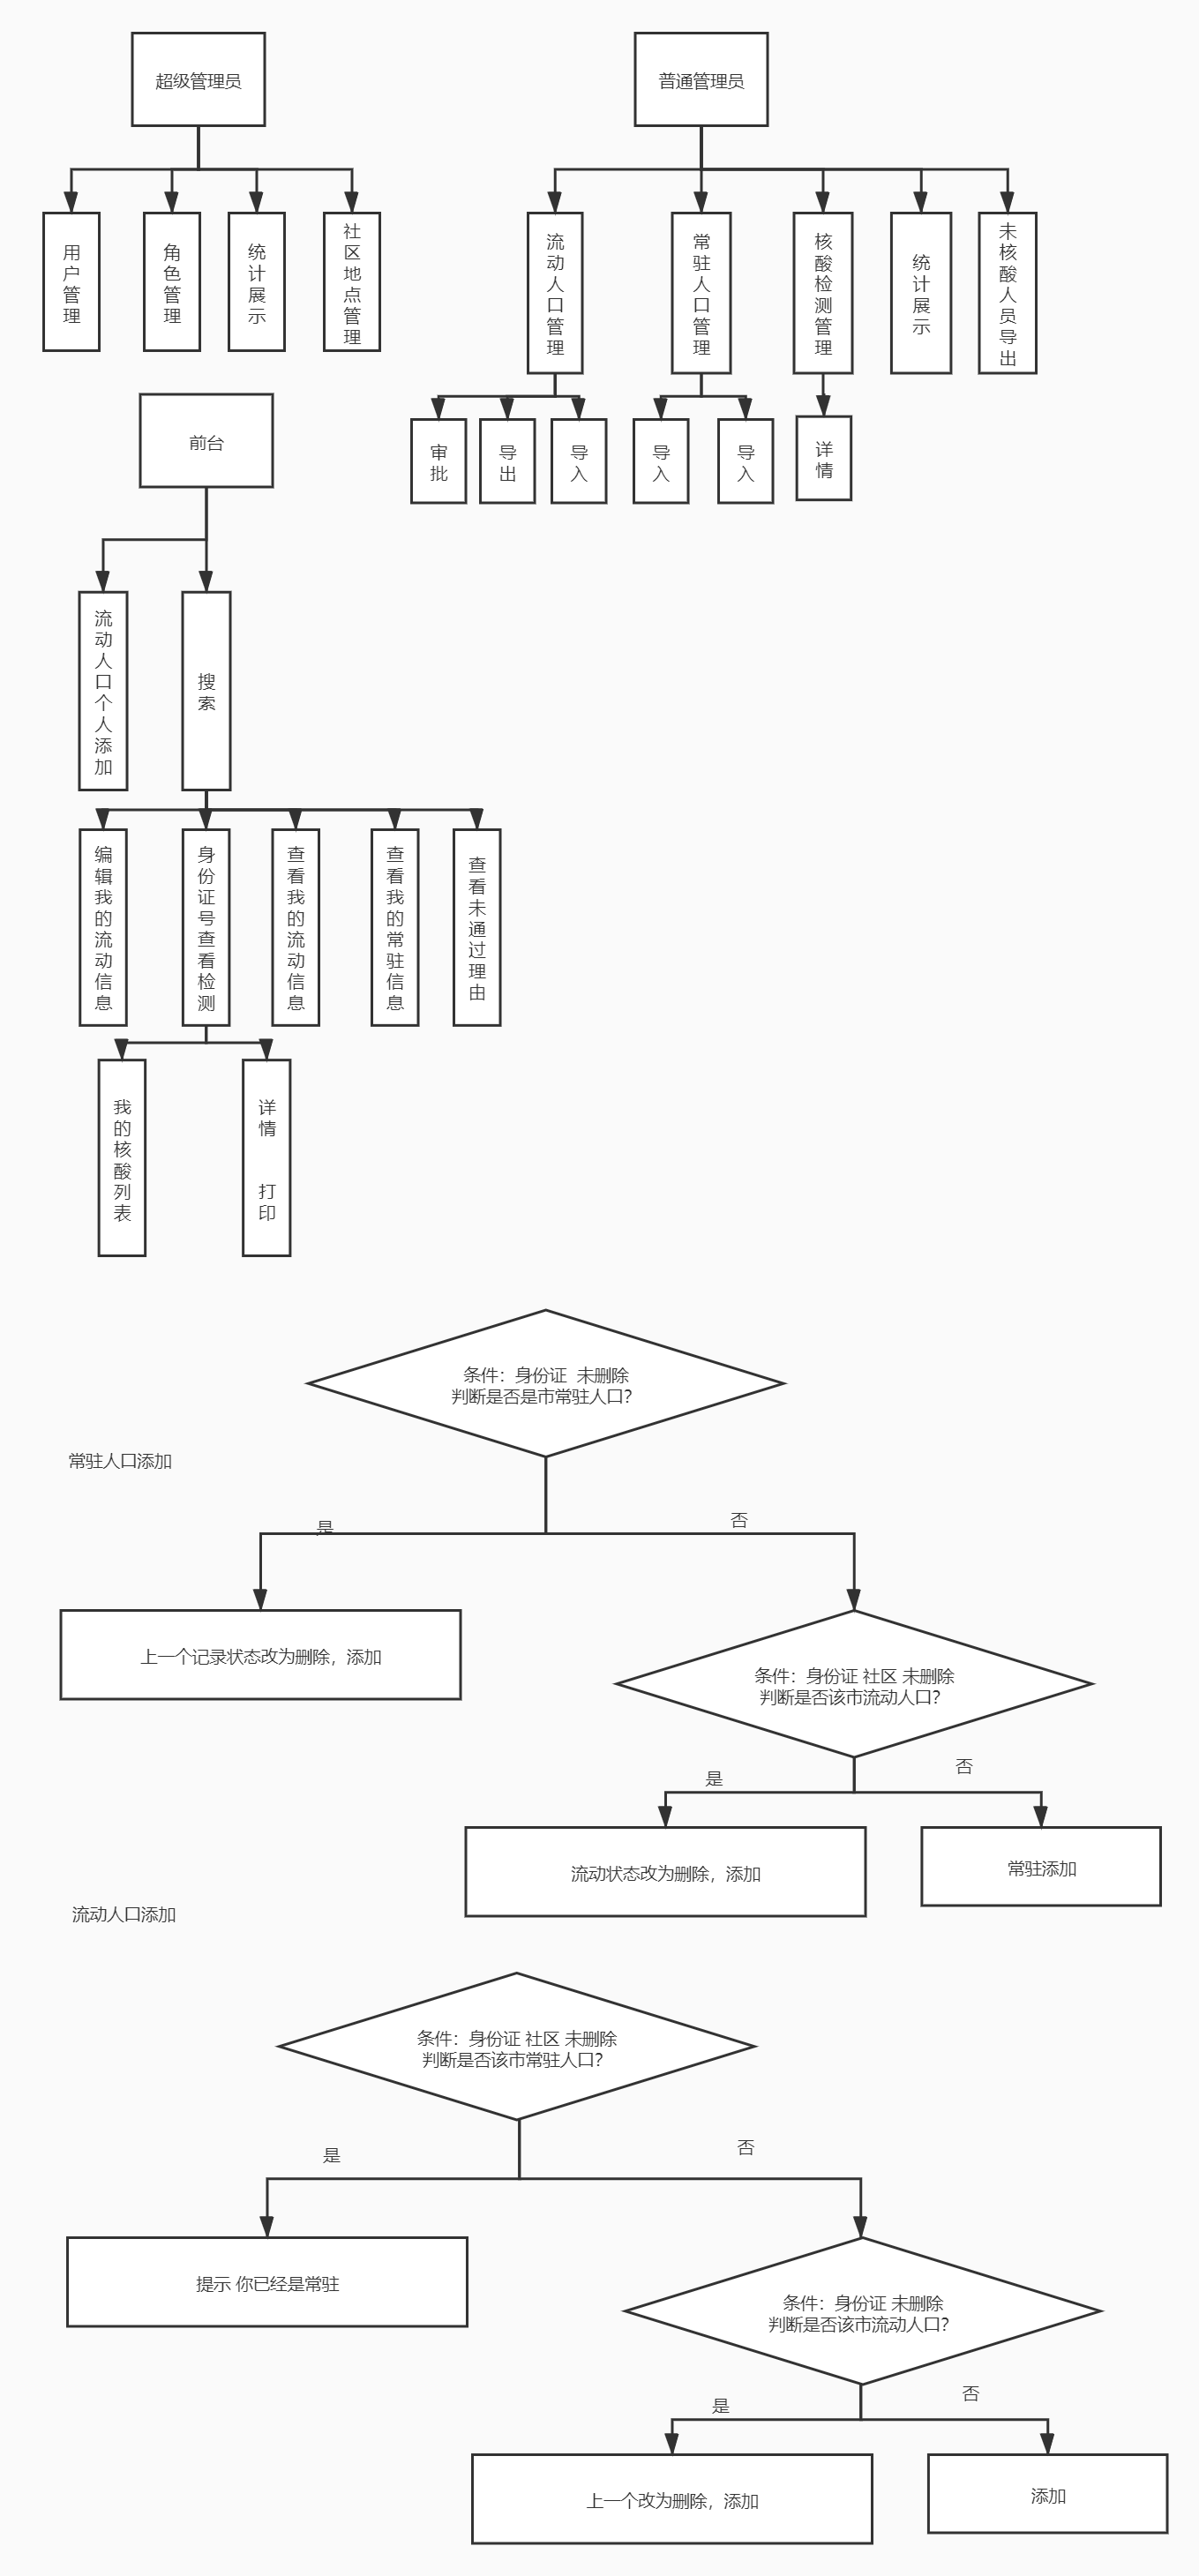 超级管理员
普通管理员
用户管理
角色管理
统计展示
社区地点管理
流动人口管理
常驻人口管理
核酸检测管理
统计展示
未核酸人员导出
审批
导出
导入
导入
导入
详情
前台
流动人口个人添加
搜索
编辑我的流动信息
身份证号查看检测
查看我的流动信息
查看我的常驻信息
查看未通过理由
我的核酸列表
详情 打印
条件：身份证 未删除
判断是否是市常驻人口？
常驻人口添加
是
否
上一个记录状态改为删除，添加
条件：身份证 社区 未删除
判断是否该市流动人口？
是
否
流动状态改为删除，添加
常驻添加
流动人口添加
条件：身份证 社区 未删除
判断是否该市常驻人口？
是
否
提示 你已经是常驻
条件：身份证 未删除
判断是否该市流动人口？
是
否
上一个改为删除，添加
添加